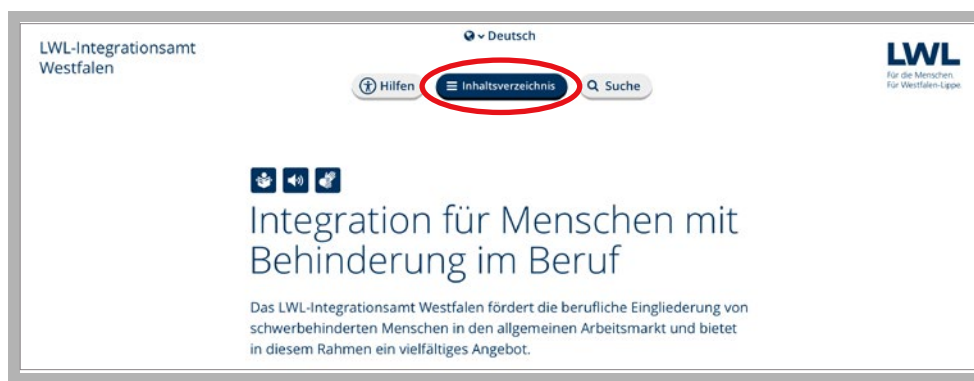 LWL-Integrationsamt
Westfalen
Deutsch
Hilfen
Inhaltsverzeichnis
Suche
LWL
Für die Menschen.
Für Westfalen-Lippe.
Integration für Menschen mit
Behinderung im Beruf
Das LWL-Integrationsamt Westfalen fördert die berufliche Eingliederung von
schwerbehinderten Menschen in den allgemeinen Arbeitsmarkt und bietet
in diesem Rahmen ein vielfältiges Angebot.